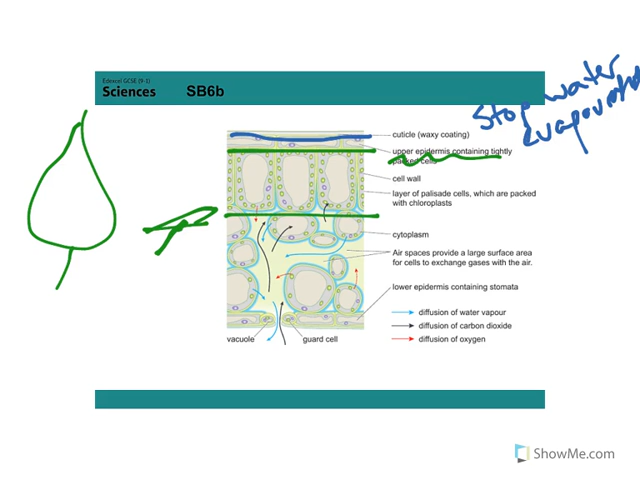 Edexcel GCSE (9-1)
Sciences SB6b
Stop water
evaporating
cuticle (waxy coating)
upper epidermis containing tightly
packed cells
cell wall
layer of palisade cells, which are packed
with chloroplasts
cytoplasm
Air spaces provide a large surface area
for cells to exchange gases with the air.
lower epidermis containing stomata
diffusion of water vapour
diffusion of carbon dioxide
diffusion of oxygen
vacuole guard cell
ShowMe.com